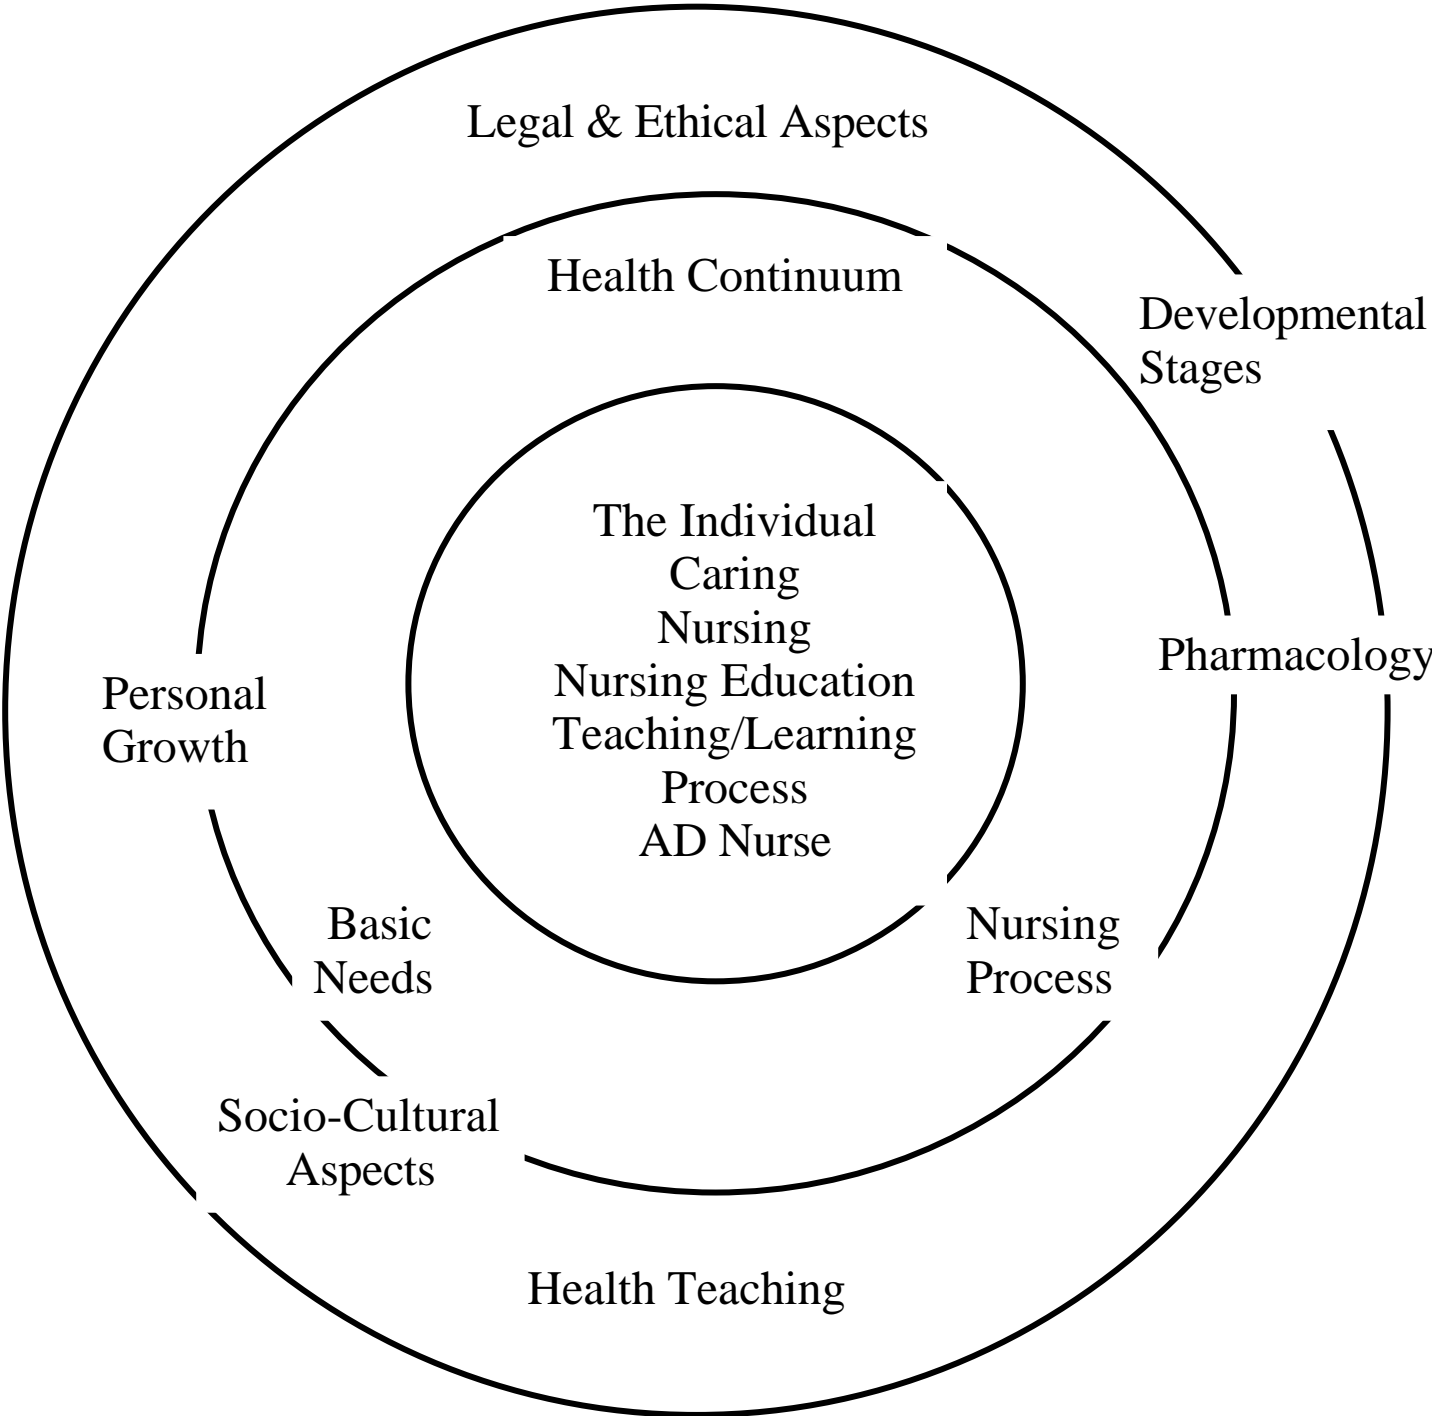 Legal & Ethical Aspects
Health Continuum
Developmental
Stages
The Individual
Caring
Nursing
Nursing Education
Teaching/Learning
Process
AD Nurse
Pharmacology
Personal
Growth
Basic
Needs
Nursing
Process
Socio-Cultural
Aspects
Health Teaching